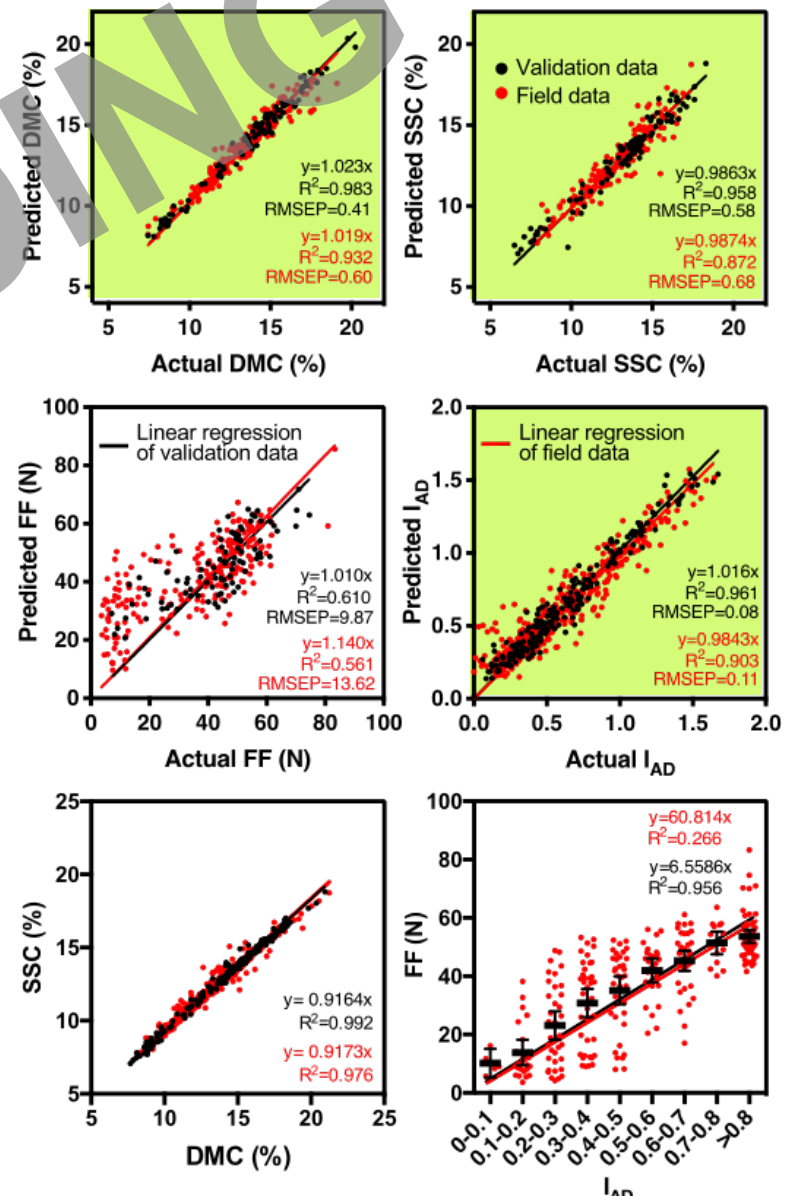 DING
Predicted DMC (%)
20
15
10
5
y=1.023x
R²=0.983
RMSEP=0.41
y=1.019x
R²=0.932
RMSEP=0.60
5 10 15 20
Actual DMC (%)
Predicted SSC (%)
20
15
10
5
Validation data
Field data
y=0.9863x
R²=0.958
RMSEP=0.58
y=0.9874x
R²=0.872
RMSEP=0.68
5 10 15 20
Actual SSC (%)
Predicted FF (N)
100
80
60
40
20
0
Linear regression
of validation data
y=1.010x
R²=0.610
RMSEP=9.87
y=1.140x
R²=0.561
RMSEP=13.62
0 20 40 60 80 100
Actual FF (N)
Predicted I_AD
2.0
1.5
1.0
0.5
0.0
Linear regression
of field data
y=1.016x
R²=0.961
RMSEP=0.08
y=0.9843x
R²=0.903
RMSEP=0.11
0.0 0.5 1.0 1.5 2.0
Actual I_AD
SSC (%)
25
20
15
10
5
y= 0.9164x
R²=0.992
y= 0.9173x
R²=0.976
5 10 15 20 25
DMC (%)
FF (N)
100
80
60
40
20
0
y=60.814x
R²=0.266
y=6.5586x
R²=0.956
0-0.1 0.1-0.2 0.2-0.3 0.3-0.4 0.4-0.5 0.5-0.6 0.6-0.7 0.7-0.8 >0.8
I_AD